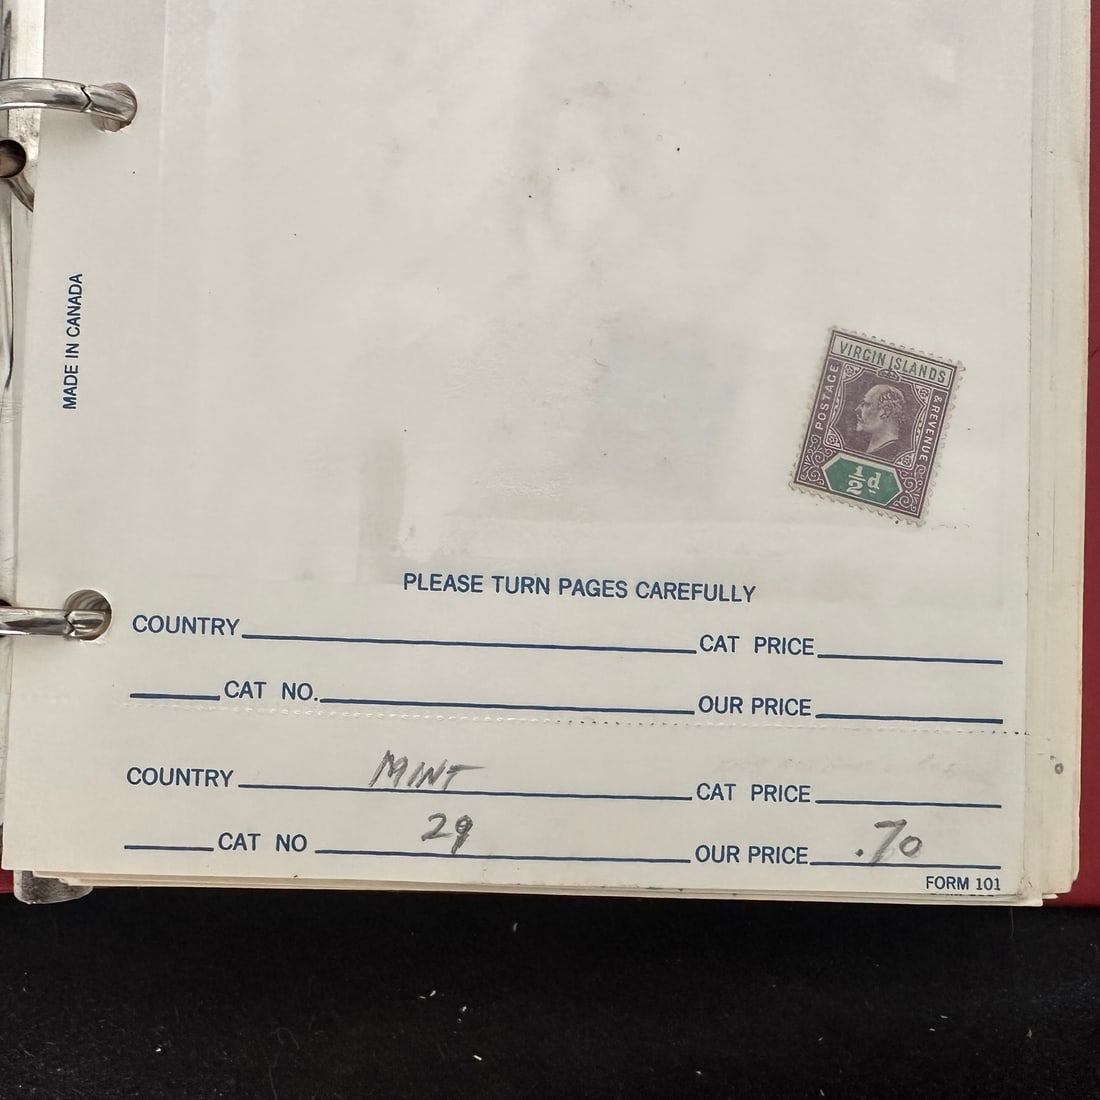 MADE IN CANADA
VIRGIN ISLANDS
POSTAGE
& REVENUE
½d
PLEASE TURN PAGES CAREFULLY
COUNTRY CAT PRICE
CAT NO. OUR PRICE
COUNTRY MINT CAT PRICE
CAT NO 29 OUR PRICE .70
FORM 101